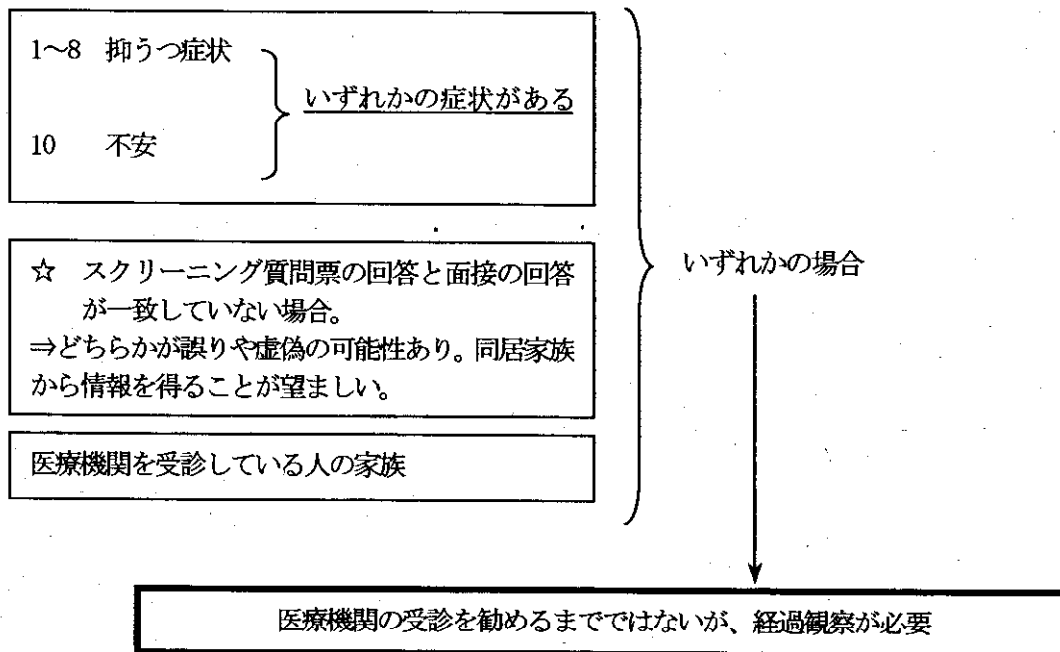 1～8 抑うつ症状
いずれかの症状がある
10 不安
☆ スクリーニング質問票の回答と面接の回答
が一致していない場合。
⇒どちらかが誤りや虚偽の可能性あり。同居家族
から情報を得ることが望ましい。
医療機関を受診している人の家族
いずれかの場合
医療機関の受診を勧めるまでではないが、経過観察が必要